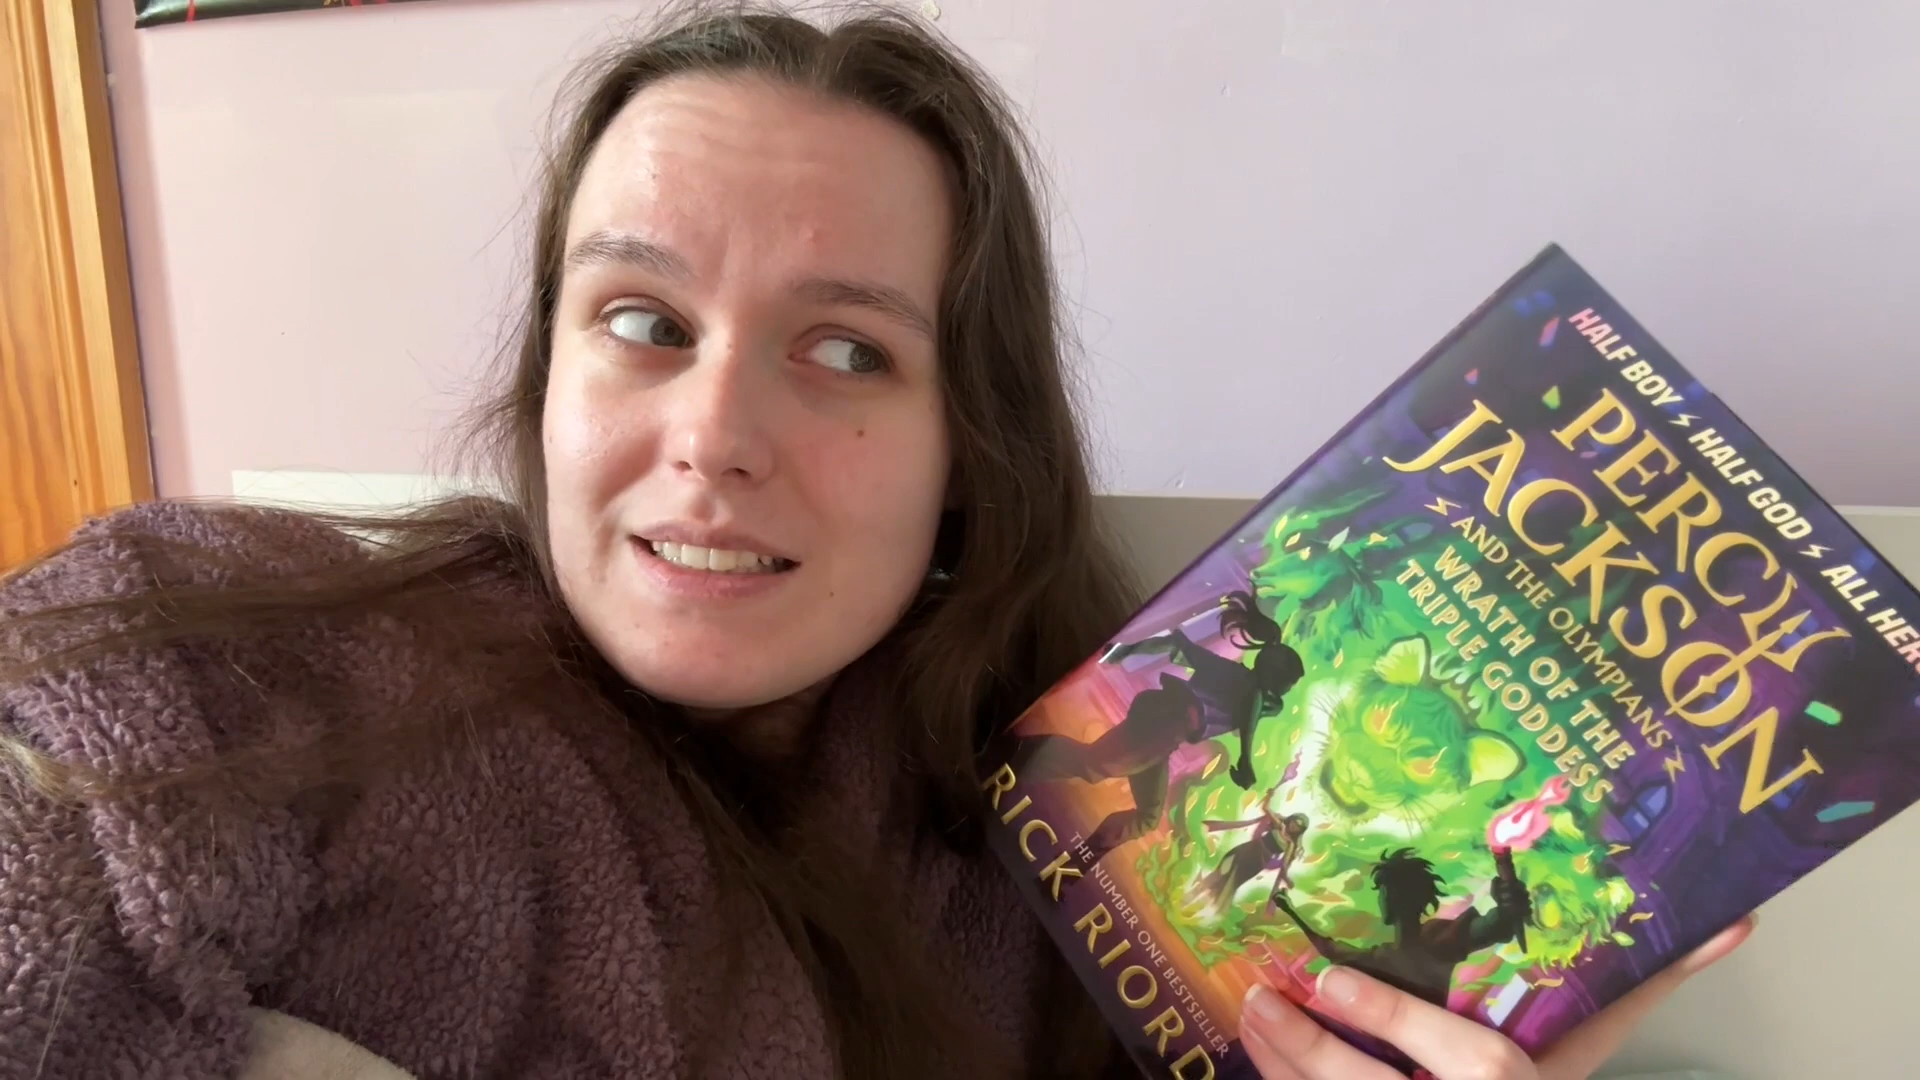 HALF BOY ⚡ HALF GOD ⚡ ALL HER
PERCY
JACKSON
AND THE OLYMPIANS
WRATH OF THE
TRIPLE GODDESS
THE NUMBER ONE BESTSELLER
RICK RIORD